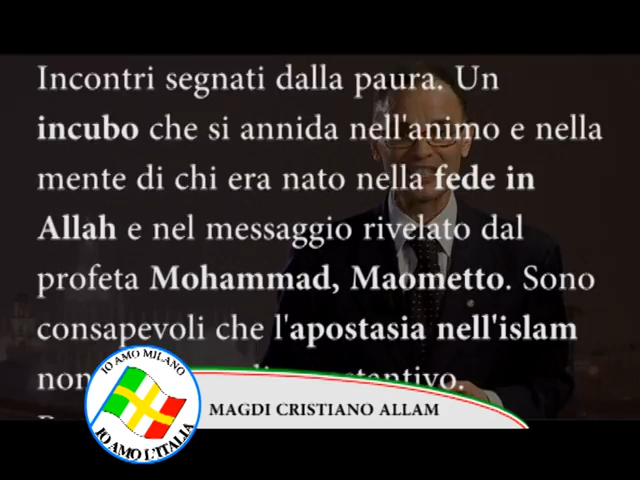 Incontri segnati dalla paura. Un
incubo che si annida nell'animo e nella
mente di chi era nato nella fede in
Allah e nel messaggio rivelato dal
profeta Mohammad, Maometto. Sono
consapevoli che l'apostasia nell'islam
non
IO AMO MILANO
IO AMO L'ITALIA
MAGDI CRISTIANO ALLAM